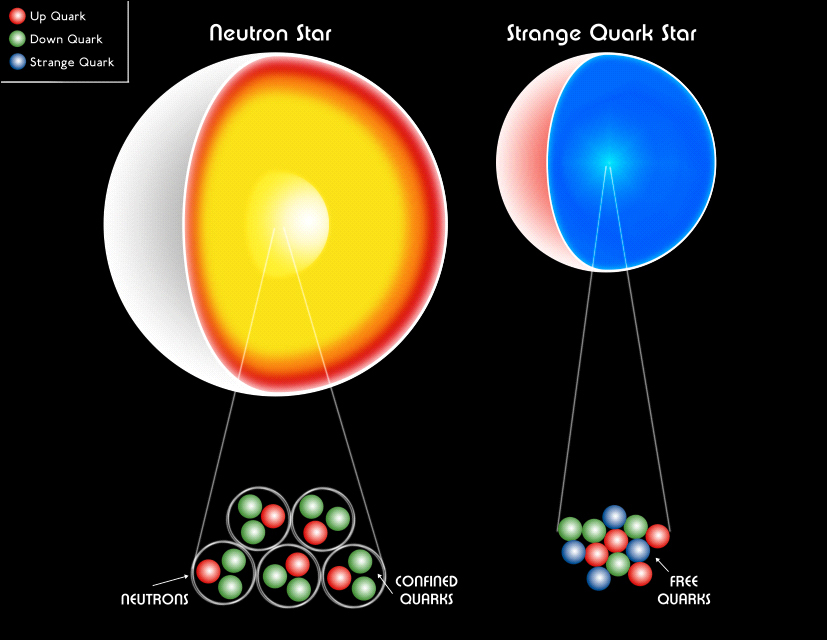 Up Quark
Down Quark
Strange Quark
Neutron Star
Strange Quark Star
NEUTRONS
CONFINED
QUARKS
FREE
QUARKS